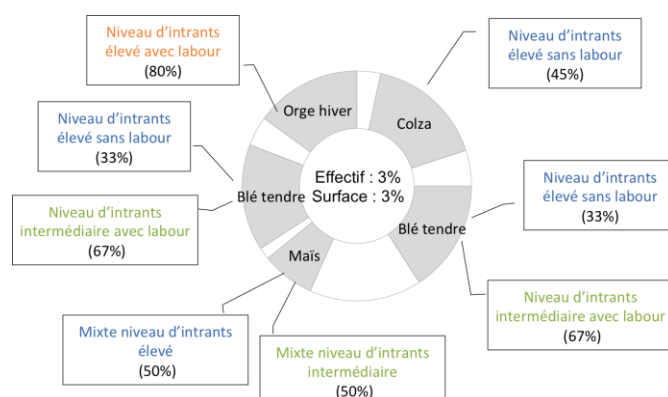 Niveau d'intrants
élevé avec labour
(80%)
Niveau d'intrants
élevé sans labour
(45%)
Orge hiver
Colza
Niveau d'intrants
élevé sans labour
(33%)
Effectif : 3%
Surface : 3%
Niveau d'intrants
élevé sans labour
(33%)
Blé tendre
Niveau d'intrants
intermédiaire avec labour
(67%)
Blé tendre
Maïs
Niveau d'intrants
intermédiaire avec labour
(67%)
Mixte niveau d'intrants
élevé
(50%)
Mixte niveau d'intrants
intermédiaire
(50%)